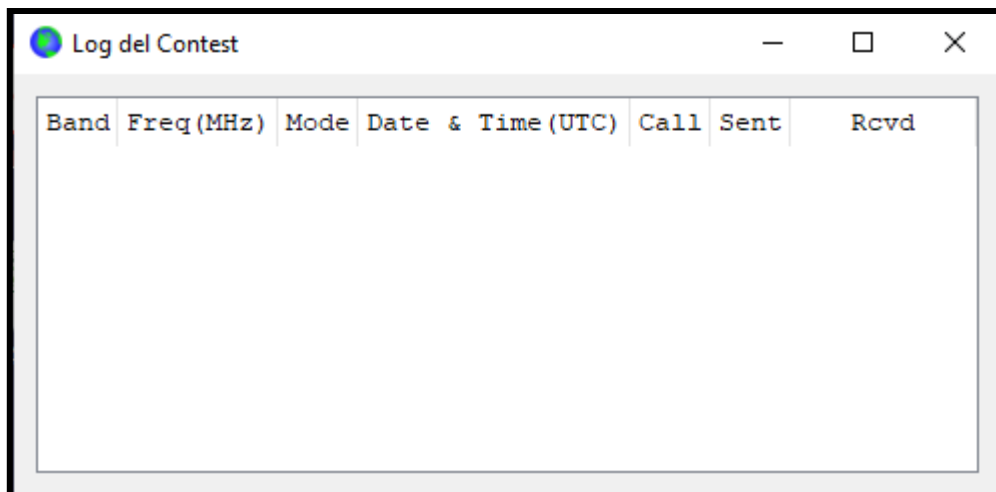 Log del Contest
Band Freq(MHz) Mode Date & Time(UTC) Call Sent Rcvd